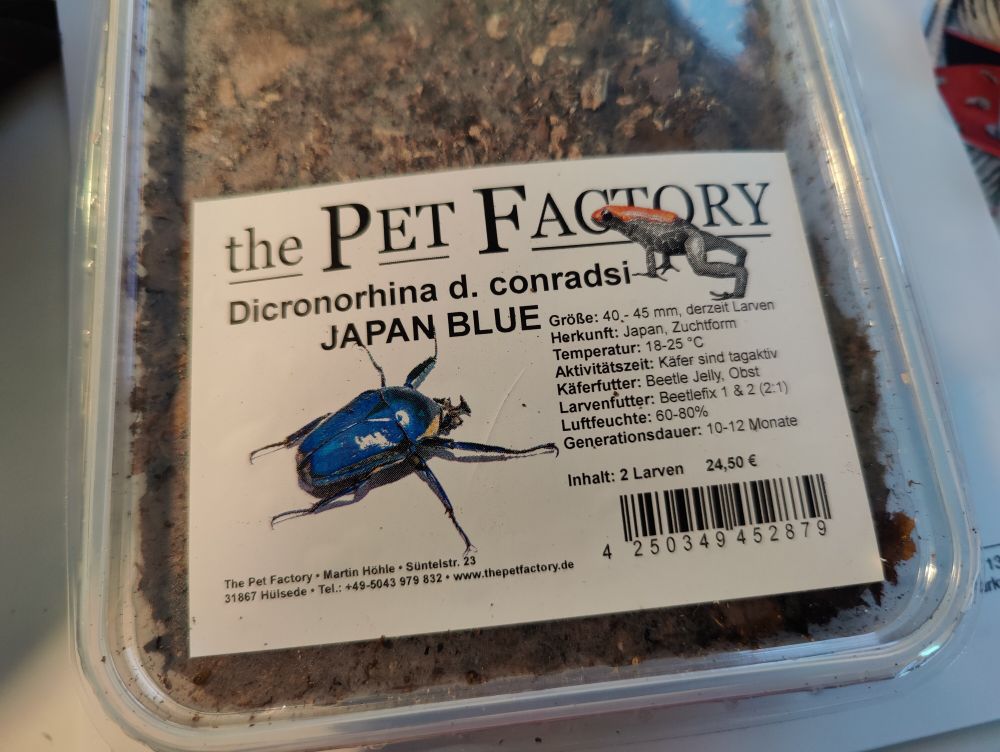 the PET FACTORY
Dicronorhina d. conradsi
JAPAN BLUE
Größe: 40,- 45 mm, derzeit Larven
Herkunft: Japan, Zuchtform
Temperatur: 18-25 °C
Aktivitätszeit: Käfer sind tagaktiv
Käferfutter: Beetle Jelly, Obst
Larvenfutter: Beetlefix 1 & 2 (2:1)
Luftfeuchte: 60-80%
Generationsdauer: 10-12 Monate
Inhalt: 2 Larven 24,50 €
4 250349 452879
The Pet Factory • Martin Höhle • Süntelstr. 23
31867 Hülsede • Tel.: +49-5043 979 832 • www.thepetfactory.de